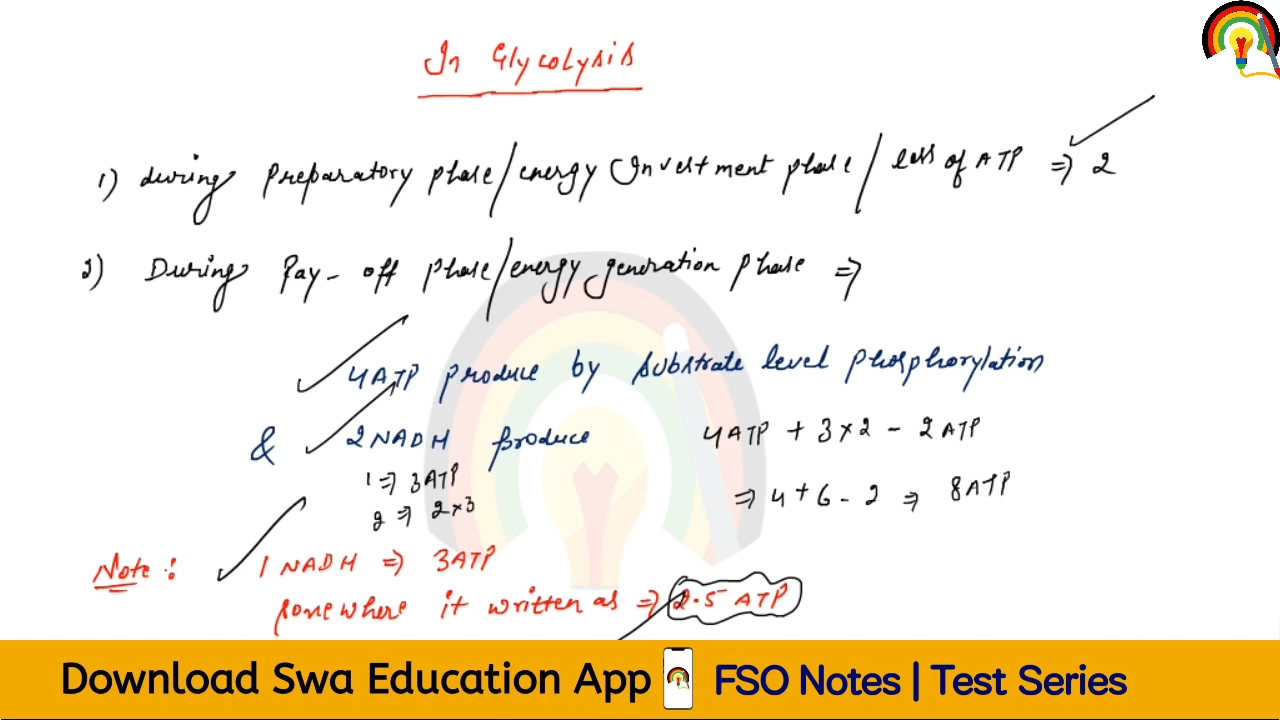 In Glycolysis
1) during Preparatory phase/energy Investment phase/loss of ATP => 2
2) During Pay-off phase/energy generation phase =>
4ATP produce by substrate level phosphorylation
& 2NADH produce
1 => 3ATP
2 => 2×3
4ATP + 3×2 - 2ATP
=> 4+6-2 => 8ATP
Note: 1 NADH => 3ATP
somewhere it written as => 2.5 ATP
Download Swa Education App FSO Notes | Test Series